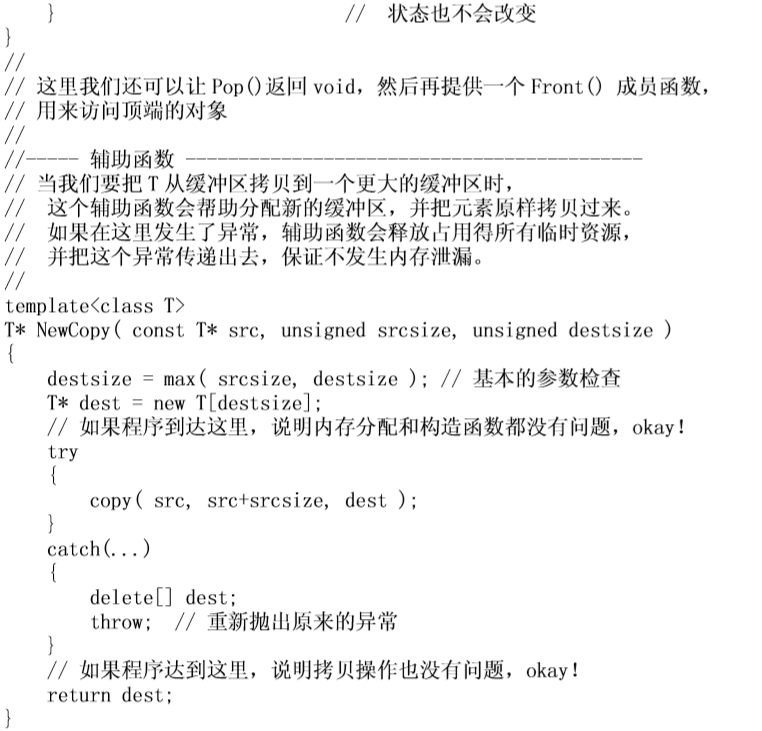 }                           //  状态也不会改变
}
//
// 这里我们还可以让 Pop()返回 void，然后再提供一个 Front() 成员函数，
// 用来访问顶端的对象
//
//----- 辅助函数 --------------------------------------------
// 当我们要把 T 从缓冲区拷贝到一个更大的缓冲区时，
//  这个辅助函数会帮助分配新的缓冲区，并把元素原样拷贝过来。
//  如果在这里发生了异常，辅助函数会释放占用得所有临时资源，
//  并把这个异常传递出去，保证不发生内存泄漏。
//
template<class T>
T* NewCopy( const T* src, unsigned srcsize, unsigned destsize )
{
    destsize = max( srcsize, destsize ); // 基本的参数检查
    T* dest = new T[destsize];
    // 如果程序到达这里，说明内存分配和构造函数都没有问题，okay!
    try
    {
        copy( src, src+srcsize, dest );
    }
    catch(...)
    {
        delete[] dest;
        throw;  // 重新抛出原来的异常
    }
    // 如果程序达到这里，说明拷贝操作也没有问题，okay!
    return dest;
}